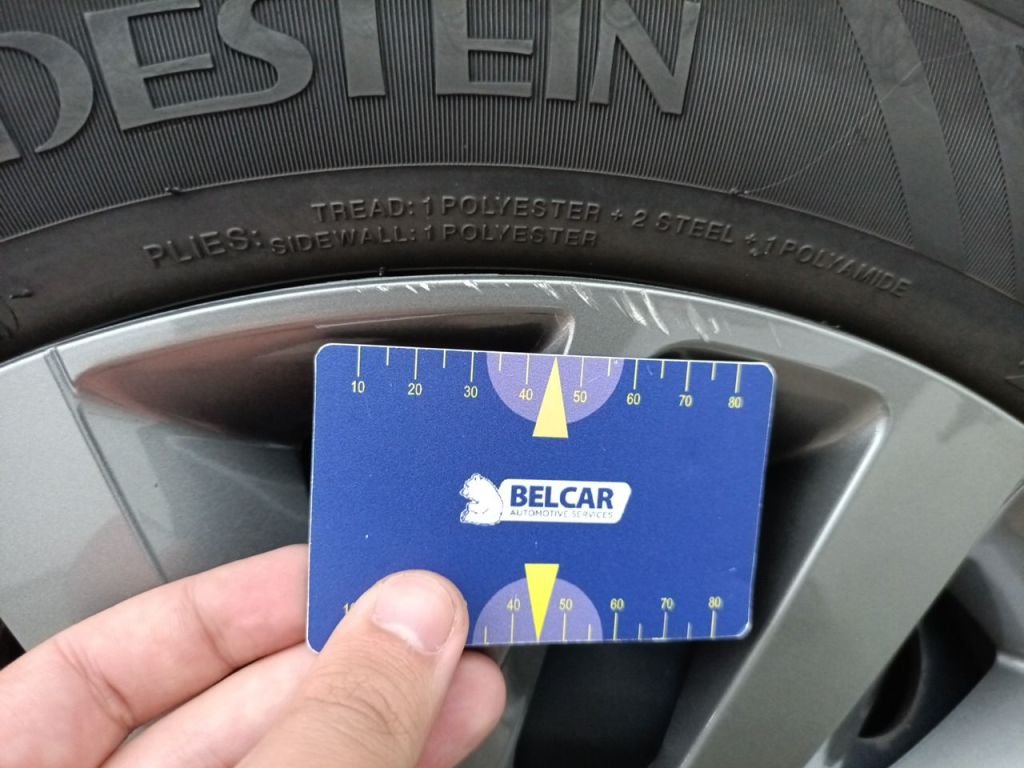 DESTEIN
TREAD: 1 POLYESTER + 2 STEEL + 1 POLYAMIDE
PLIES: SIDEWALL: 1 POLYESTER
10 20 30 40 50 60 70 80
BELCAR
AUTOMOTIVE SERVICES
40 50 60 70 80